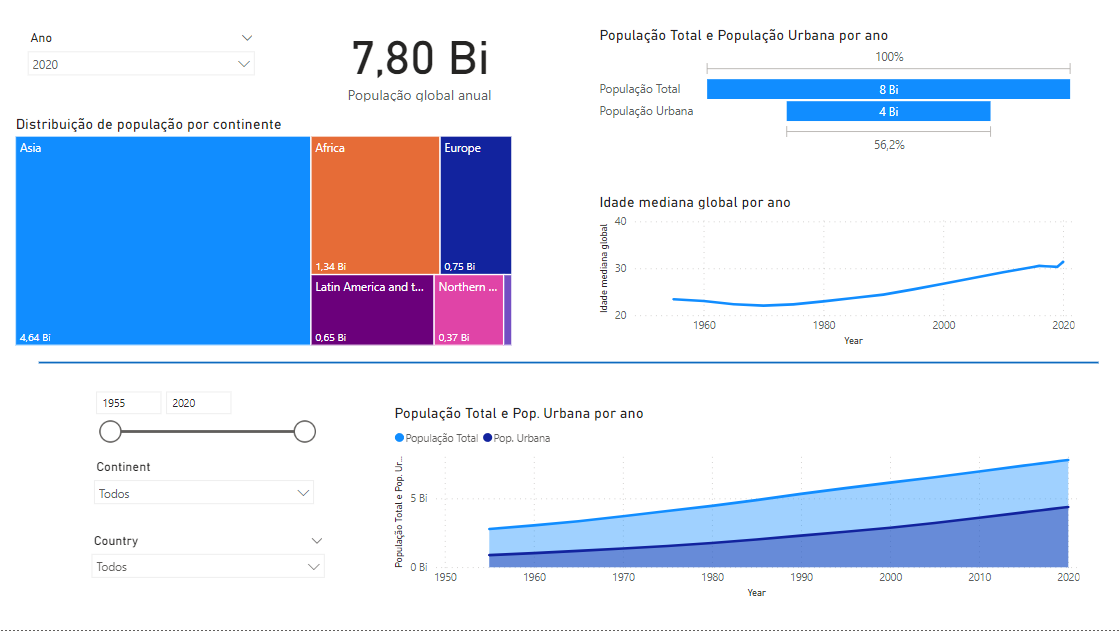 Ano
2020
7,80 Bi
População global anual
Distribuição de população por continente
Asia
4,64 Bi
Africa
1,34 Bi
Europe
0,75 Bi
Latin America and t...
0,65 Bi
Northern ...
0,37 Bi
População Total e População Urbana por ano
100%
População Total
8 Bi
População Urbana
4 Bi
56,2%
Idade mediana global por ano
Idade mediana global
40
30
20
1960
1980
2000
2020
Year
1955
2020
Continent
Todos
Country
Todos
População Total e Pop. Urbana por ano
População Total
Pop. Urbana
População Total e Pop. Ur...
5 Bi
0 Bi
1950
1960
1970
1980
1990
2000
2010
2020
Year